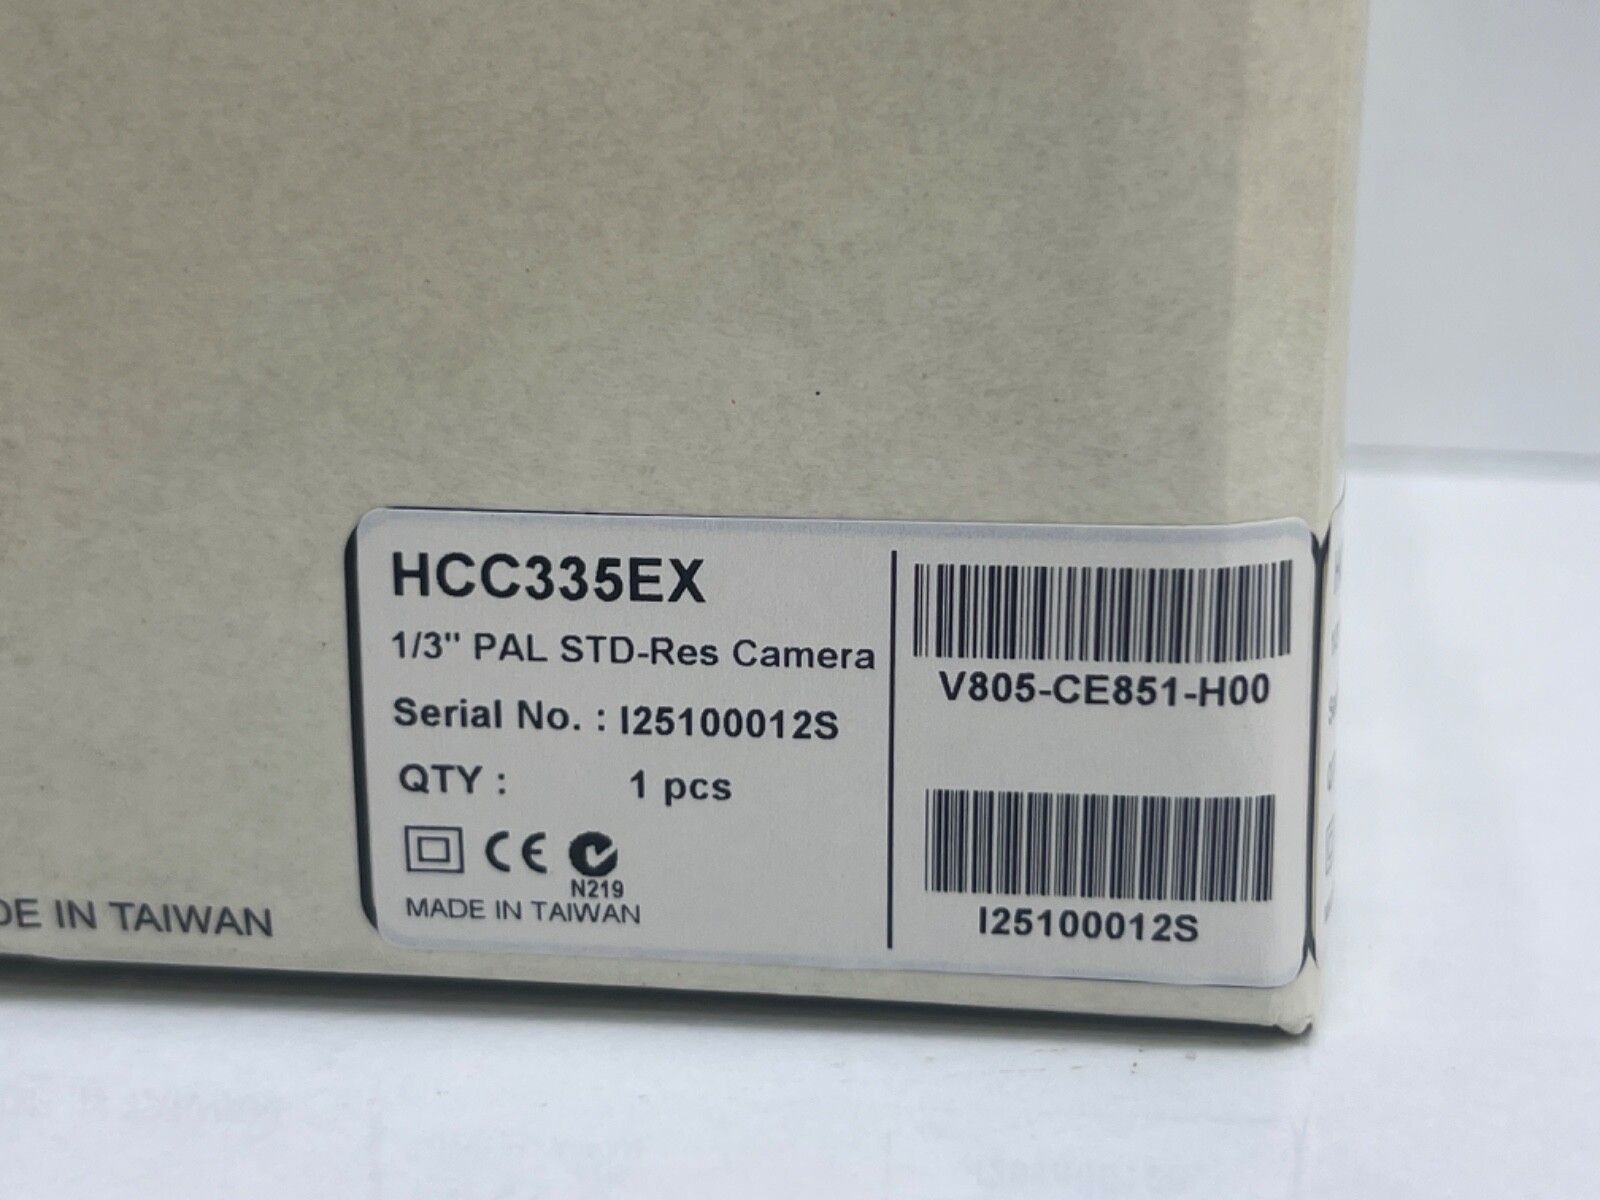 HCC335EX
1/3" PAL STD-Res Camera
Serial No. : I25100012S
QTY : 1 pcs
CE
N219
MADE IN TAIWAN
V805-CE851-H00
I25100012S
IN TAIWAN